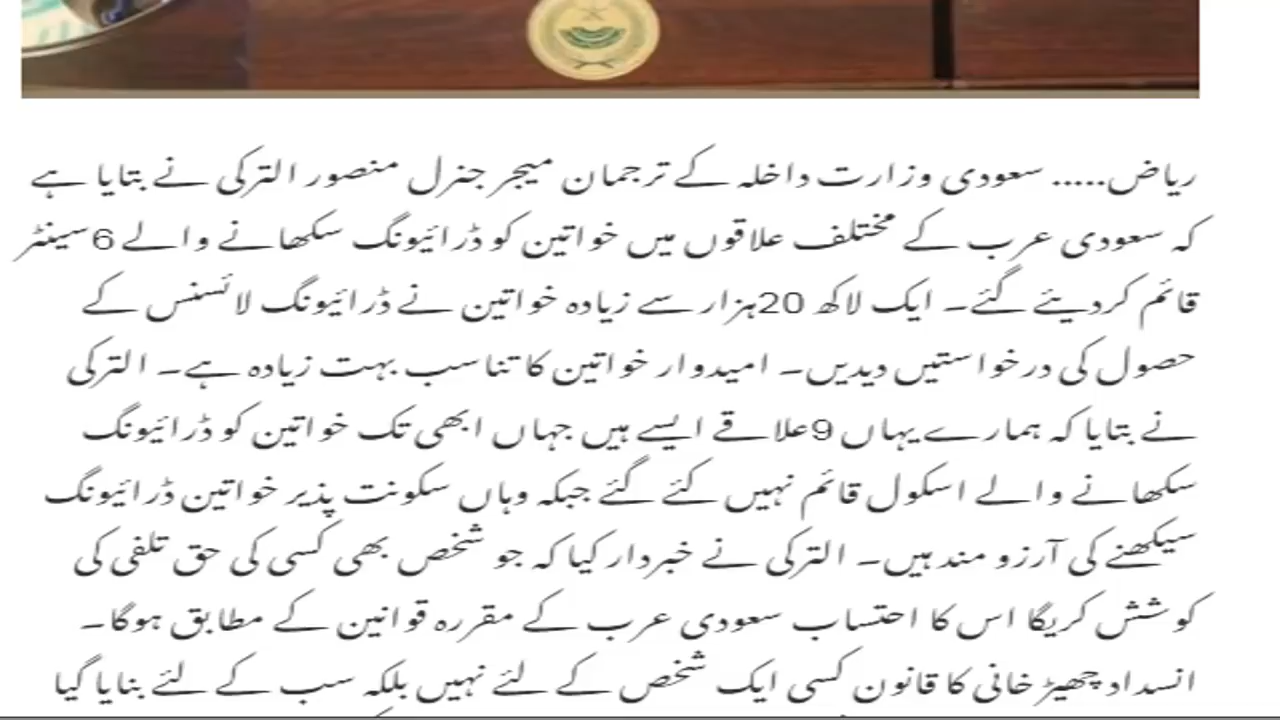 ریاض..... سعودی وزارت داخلہ کے ترجمان میجر جنرل منصور الترکی نے بتایا ہے
کہ سعودی عرب کے مختلف علاقوں میں خواتین کو ڈرائیونگ سکھانے والے 6سینٹر
قائم کردیئے گئے۔ ایک لاکھ 20ہزار سے زیادہ خواتین نے ڈرائیونگ لائسنس کے
حصول کی درخواستیں دیدیں۔ امیدوار خواتین کا تناسب بہت زیادہ ہے۔ الترکی
نے بتایا کہ ہمارے یہاں 9علاقے ایسے ہیں جہاں ابھی تک خواتین کو ڈرائیونگ
سکھانے والے اسکول قائم نہیں کئے گئے جبکہ وہاں سکونت پذیر خواتین ڈرائیونگ
سیکھنے کی آرزو مند ہیں۔ الترکی نے خبردار کیا کہ جو شخص بھی کسی کی حق تلفی کی
کوشش کریگا اس کا احتساب سعودی عرب کے مقررہ قوانین کے مطابق ہوگا۔
انسداد چھیڑ خانی کا قانون کسی ایک شخص کے لئے نہیں بلکہ سب کے لئے بنایا گیا